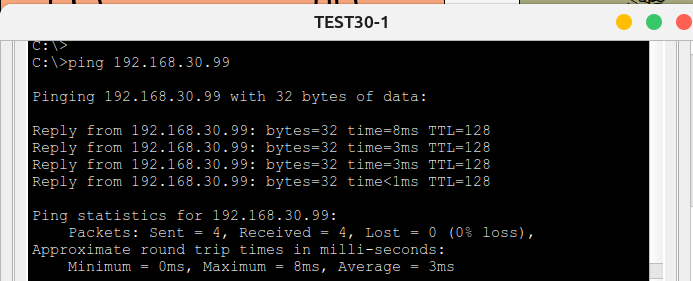 TEST30-1
C:\>
C:\>ping 192.168.30.99
Pinging 192.168.30.99 with 32 bytes of data:
Reply from 192.168.30.99: bytes=32 time=8ms TTL=128
Reply from 192.168.30.99: bytes=32 time=3ms TTL=128
Reply from 192.168.30.99: bytes=32 time=3ms TTL=128
Reply from 192.168.30.99: bytes=32 time<1ms TTL=128
Ping statistics for 192.168.30.99:
    Packets: Sent = 4, Received = 4, Lost = 0 (0% loss),
Approximate round trip times in milli-seconds:
    Minimum = 0ms, Maximum = 8ms, Average = 3ms